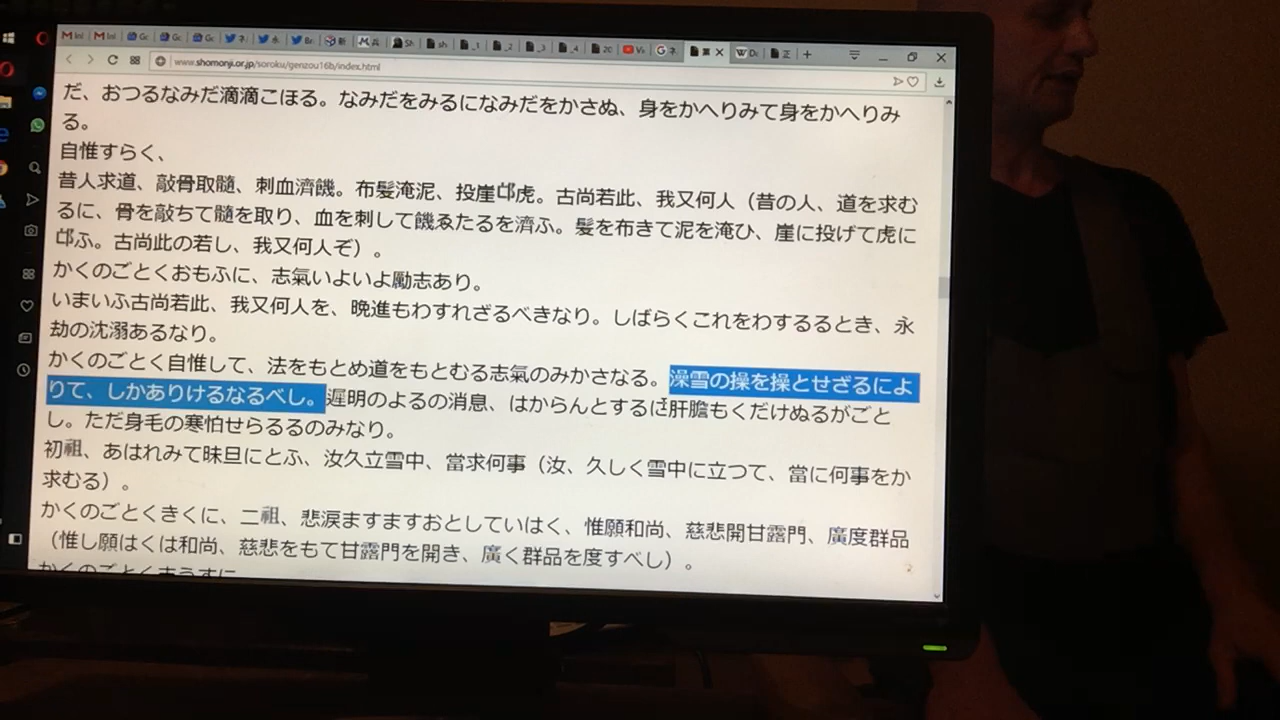 www.shomonji.or.jp/soroku/genzou16b/index.html
だ、おつるなみだ滴滴こほる。なみだをみるになみだをかさぬ、身をかへりみて身をかへりみ
る。
自惟すらく、
昔人求道、敲骨取髓、刺血濟饑。布髪淹泥、投崖邙虎。古尚若此、我又何人（昔の人、道を求む
るに、骨を敲ちて髓を取り、血を刺して饑ゑたるを濟ふ。髮を布きて泥を淹ひ、崖に投げて虎に
ふ。古尚此の若し、我又何人ぞ）。
かくのごとくおもふに、志氣いよいよ勵志あり。
いまいふ古尚若此、我又何人を、晩進もわすれざるべきなり。しばらくこれをわするるとき、永
劫の沈溺あるなり。
かくのごとく自惟して、法をもとめ道をもとむる志氣のみかさなる。澡雪の操を操とせざるによ
りて、しかありけるなるべし。遲明のよるの消息、はからんとするに肝膽もくだけぬるがごと
し。ただ身毛の寒怕せらるるのみなり。
初祖、あはれみて昧旦にとふ、汝久立雪中、當求何事（汝、久しく雪中に立つて、當に何事をか
求むる）。
かくのごとくきくに、二祖、悲涙ますますおとしていはく、惟願和尚、慈悲開甘露門、廣度群品
（惟し願はくは和尚、慈悲をもて甘露門を開き、廣く群品を度すべし）。
かくのごとく